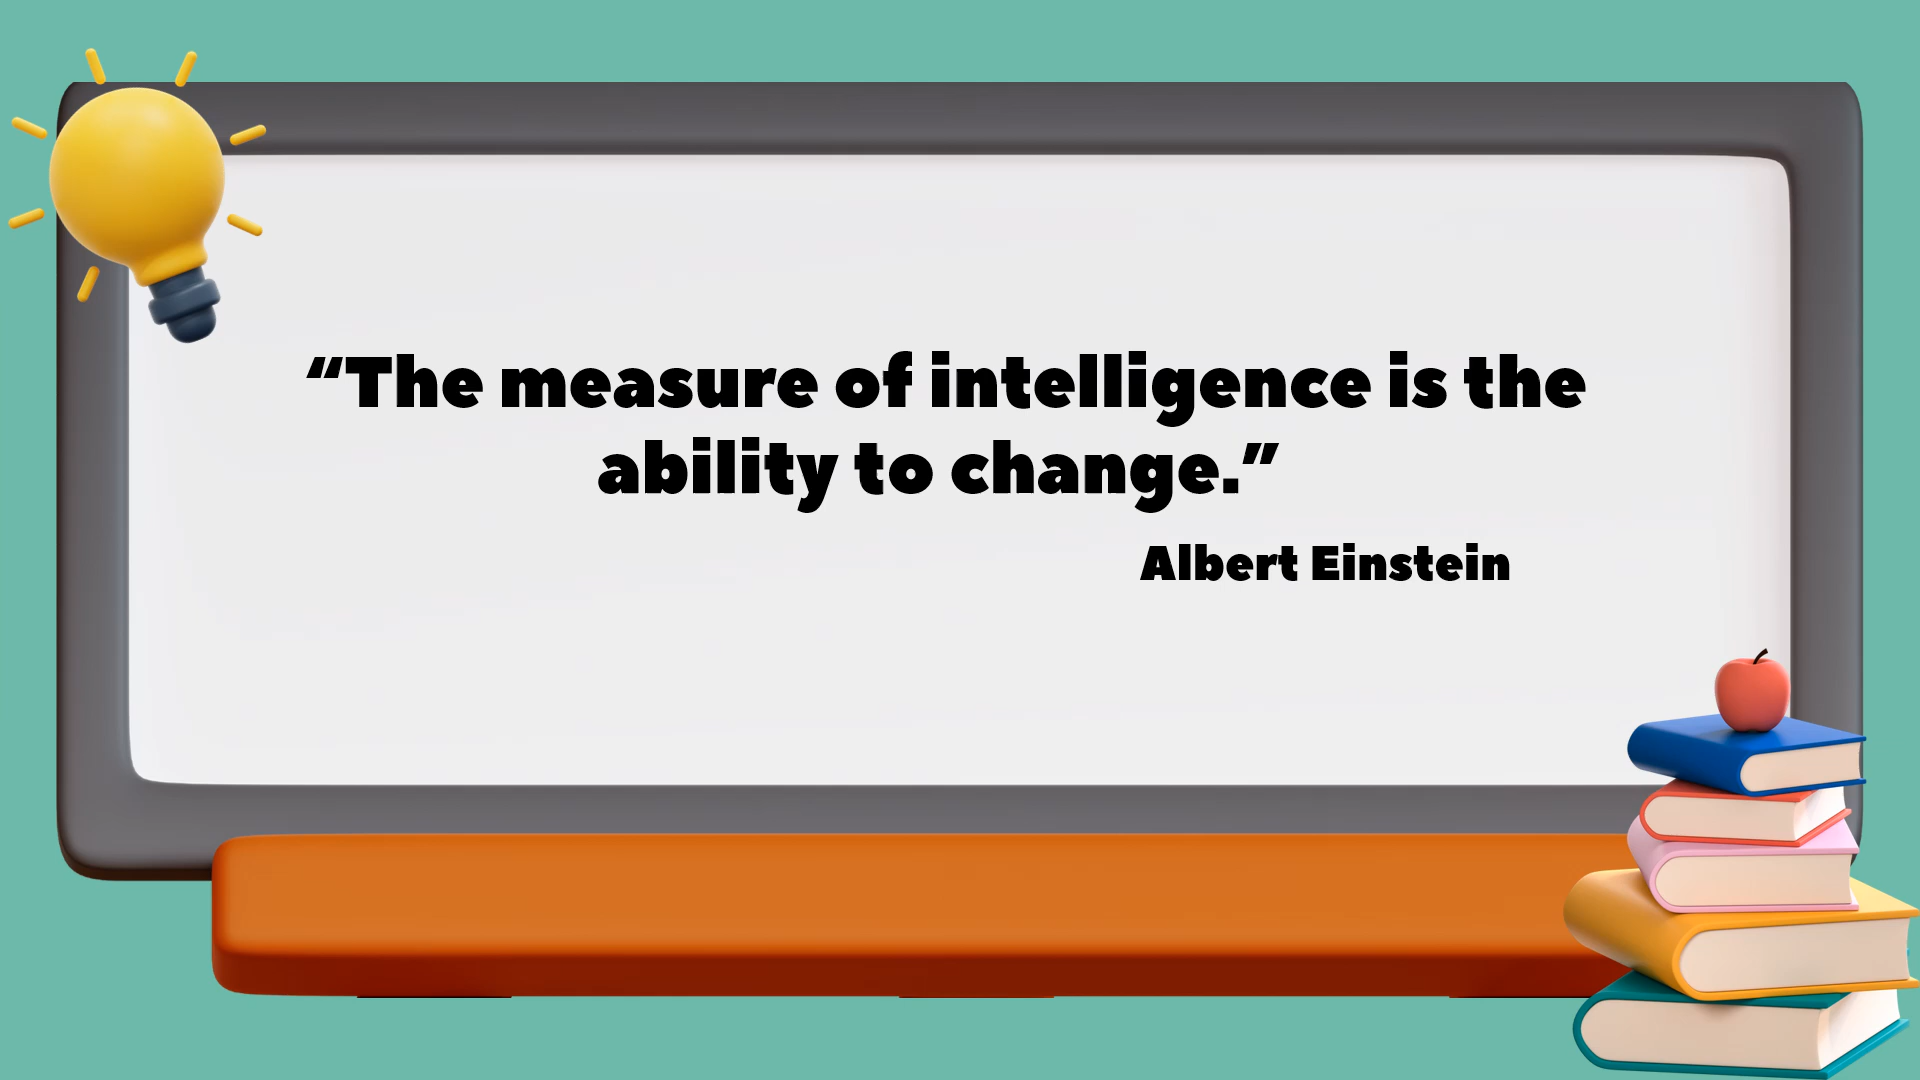 “The measure of intelligence is the
ability to change.”
Albert Einstein